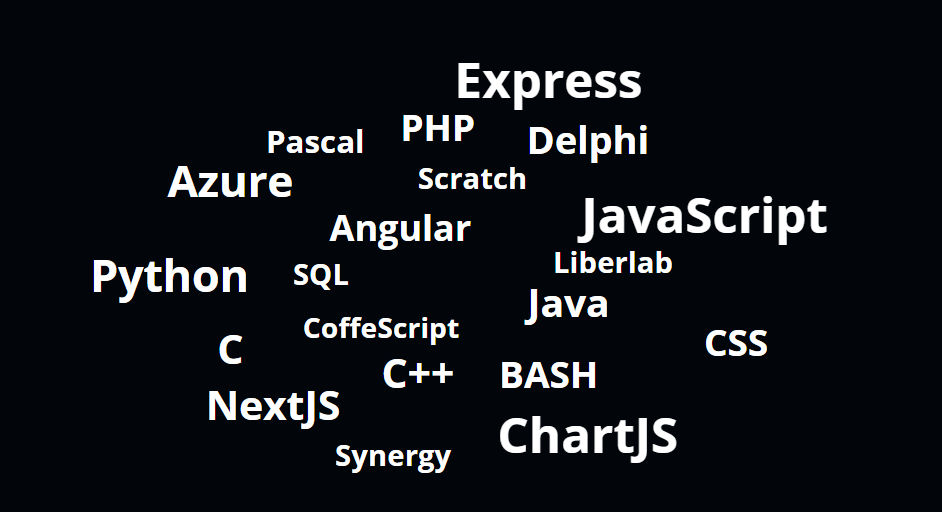 Express
PHP
Pascal
Delphi
Scratch
Azure
JavaScript
Angular
Liberlab
SQL
Python
Java
CoffeScript
CSS
C
C++
BASH
NextJS
ChartJS
Synergy